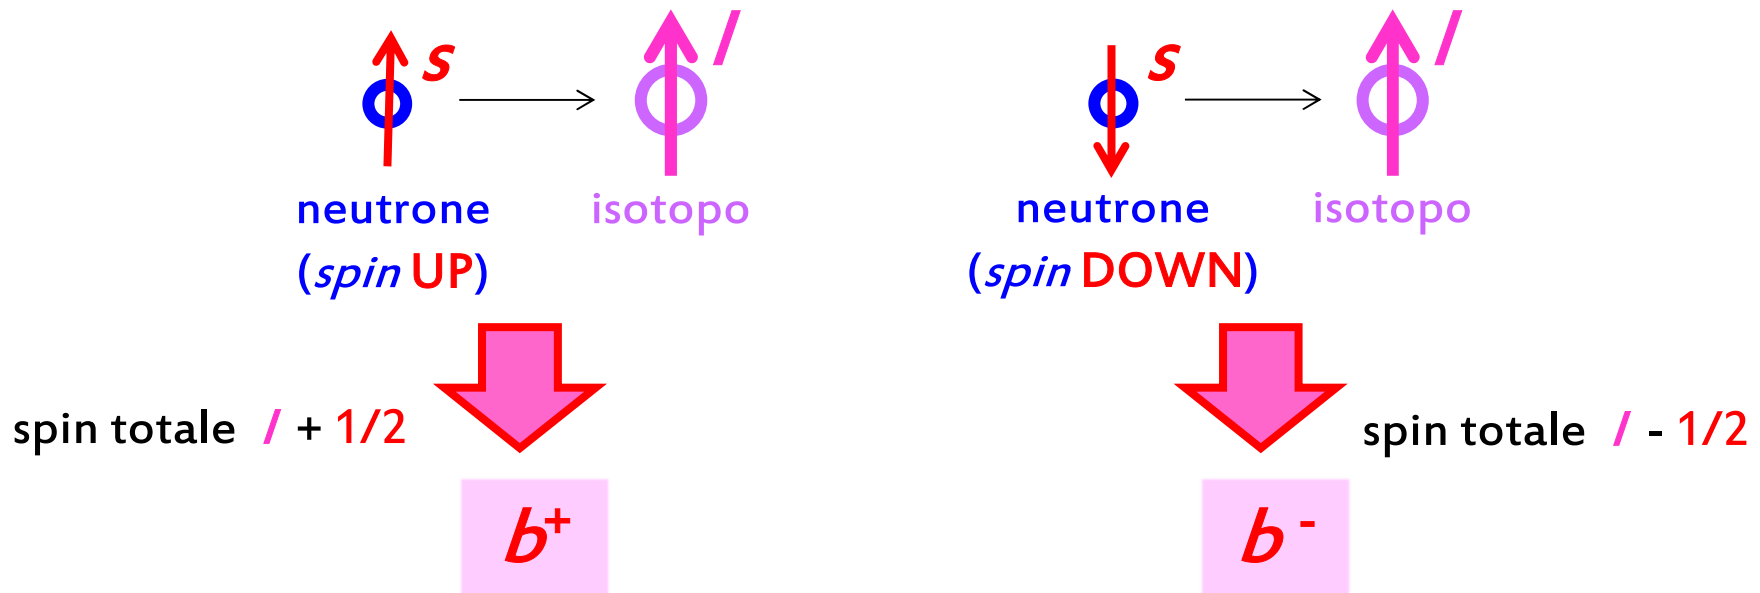 s I s I
neutrone isotopo neutrone isotopo
(spin UP) (spin DOWN)
spin totale I + 1/2 spin totale I - 1/2
b+ b -